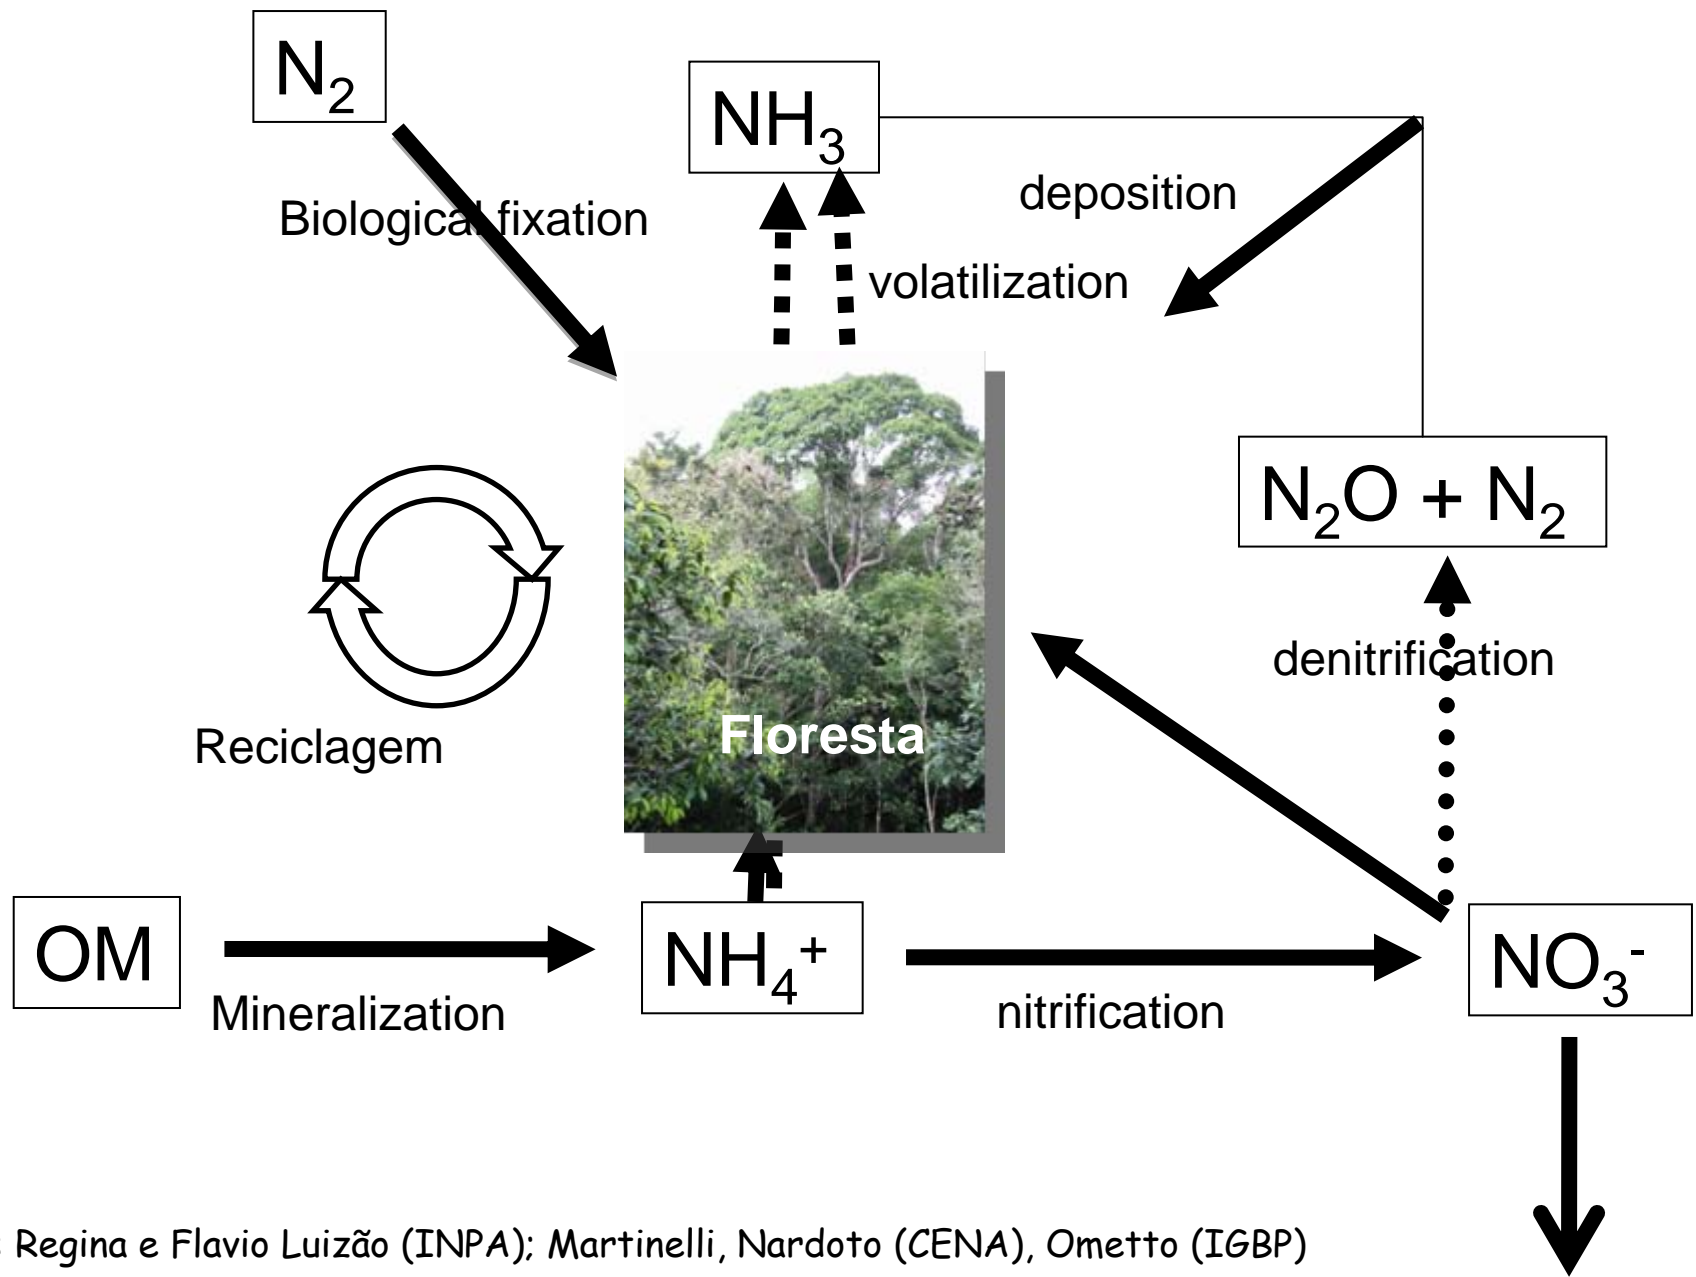 N₂
NH₃
Biological fixation
deposition
volatilization
N₂O + N₂
denitrification
Floresta
Reciclagem
OM
Mineralization
NH₄⁺
nitrification
NO₃⁻
: Regina e Flavio Luizão (INPA); Martinelli, Nardoto (CENA), Ometto (IGBP)